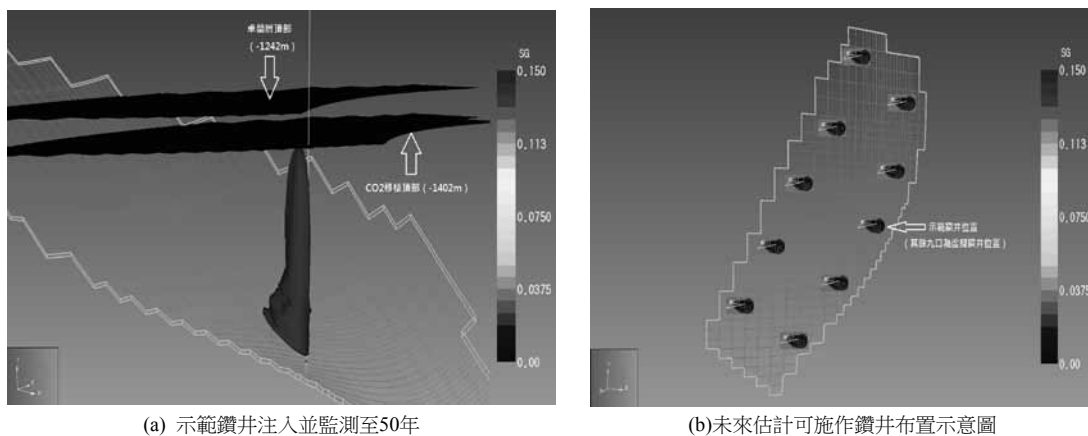 卓蘭層頂部
（-1242m）
CO2移棲頂部（-1402m）
SG
0.150
0.113
0.0750
0.0375
0.00
(a) 示範鑽井注入並監測至50年
示範鑽井位置
（其餘九口為虛擬鑽井位置）
SG
0.150
0.113
0.0750
0.0375
0.00
(b)未來估計可施作鑽井布置示意圖